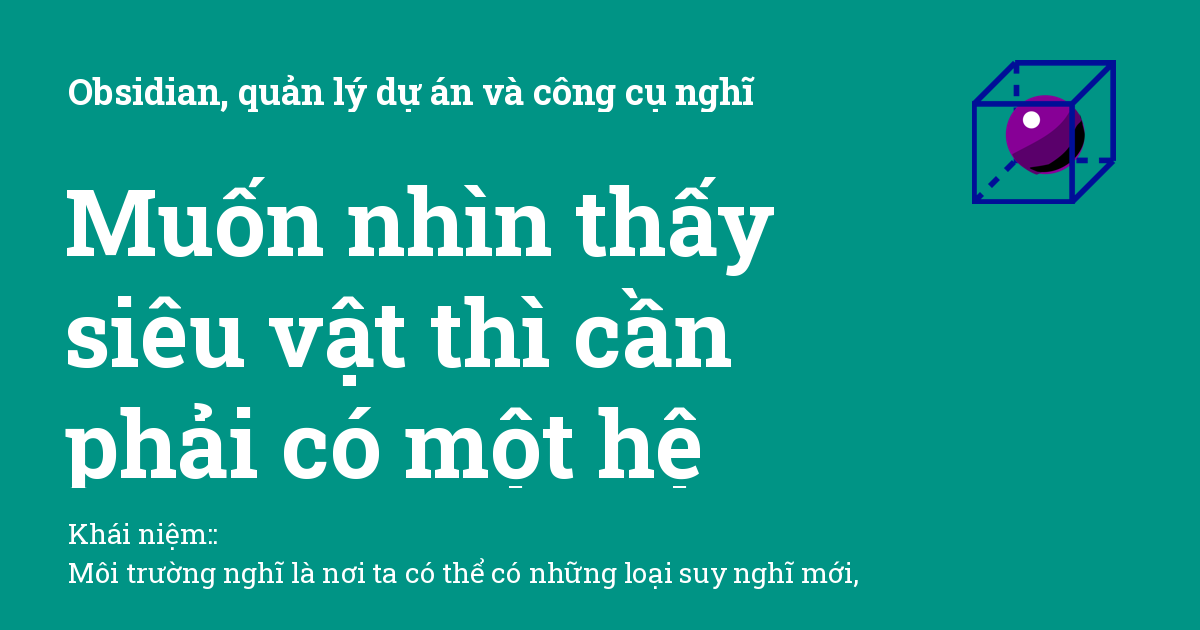 Obsidian, quản lý dự án và công cụ nghĩ
Muốn nhìn thấy
siêu vật thì cần
phải có một hệ
Khái niệm::
Môi trường nghĩ là nơi ta có thể có những loại suy nghĩ mới,